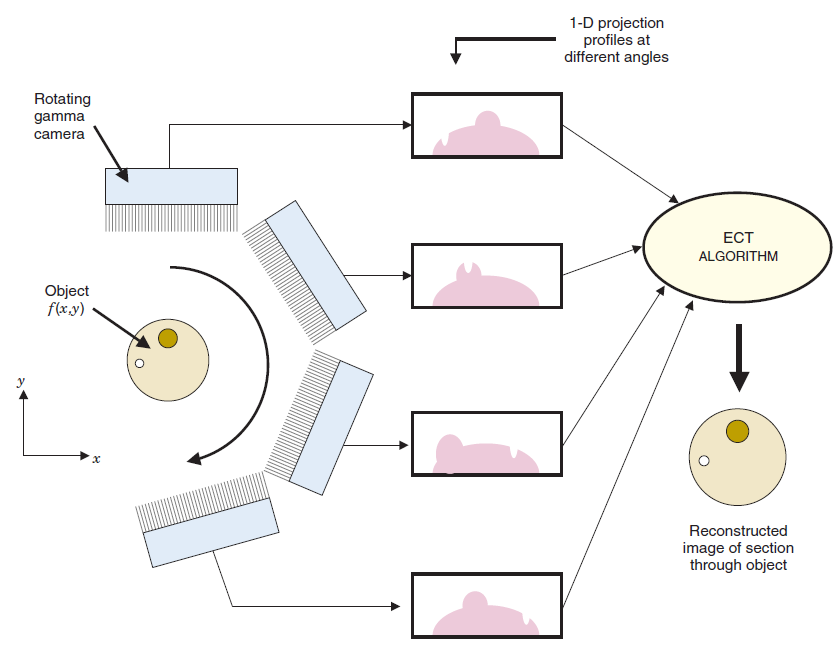 1-D projection
profiles at
different angles
Rotating
gamma
camera
ECT
ALGORITHM
Object
f(x,y)
y
x
Reconstructed
image of section
through object